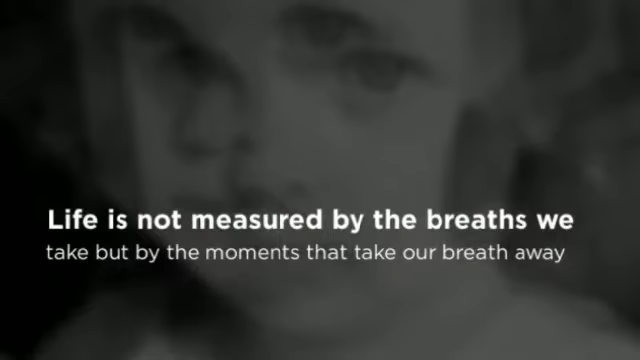 Life is not measured by the breaths we
take but by the moments that take our breath away